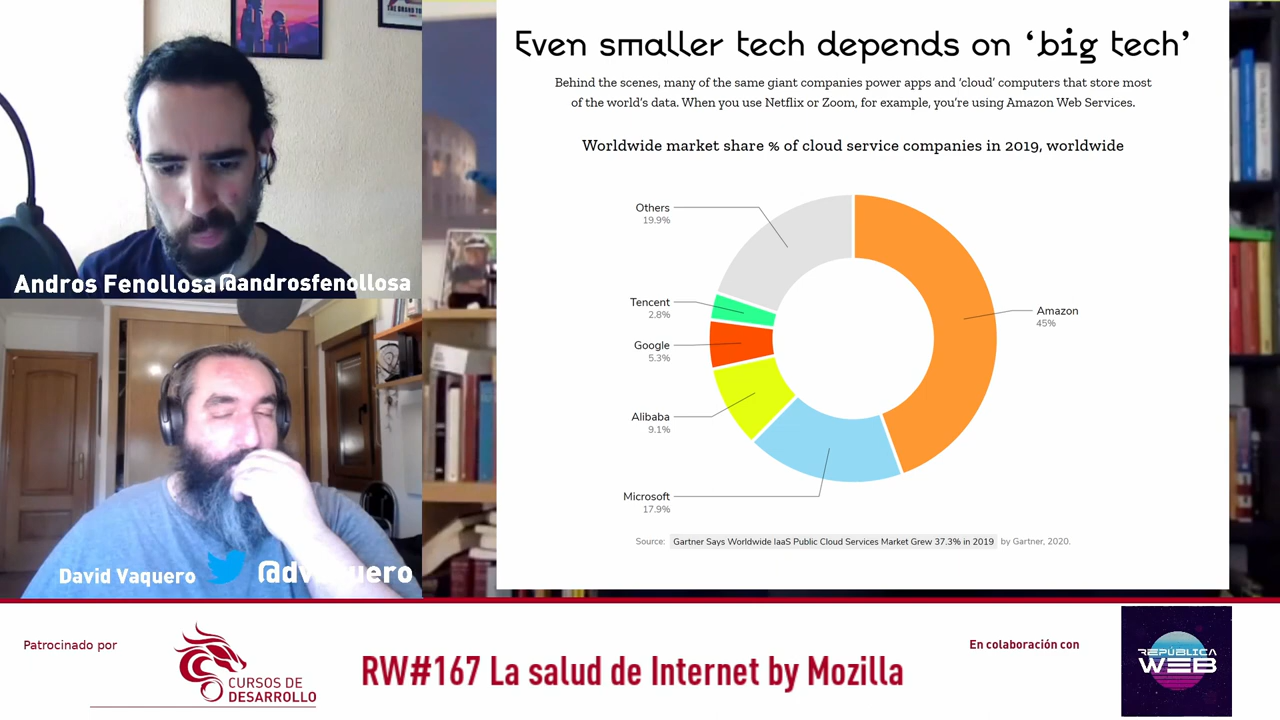 Even smaller tech depends on ‘big tech’
Behind the scenes, many of the same giant companies power apps and ‘cloud’ computers that store most
of the world’s data. When you use Netflix or Zoom, for example, you’re using Amazon Web Services.
Worldwide market share % of cloud service companies in 2019, worldwide
Others
19.9%
Tencent
2.8%
Google
5.3%
Alibaba
9.1%
Microsoft
17.9%
Amazon
45%
Source: Gartner Says Worldwide IaaS Public Cloud Services Market Grew 37.3% in 2019 by Gartner, 2020.
Andros Fenollosa @androsfenollosa
David Vaquero
Patrocinado por
CURSOS DE
DESARROLLO
RW#167 La salud de Internet by Mozilla
En colaboración con
REPÚBLICA
WEB